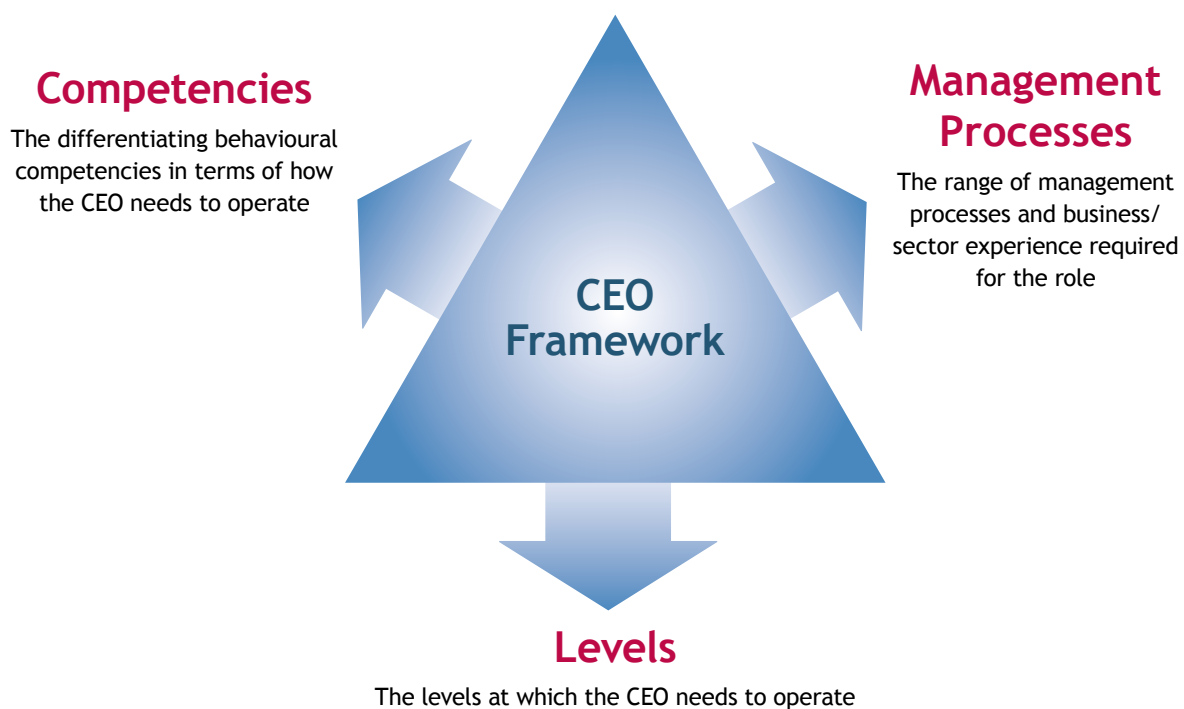 Competencies
The differentiating behavioural
competencies in terms of how
the CEO needs to operate
Management
Processes
The range of management
processes and business/
sector experience required
for the role
CEO
Framework
Levels
The levels at which the CEO needs to operate